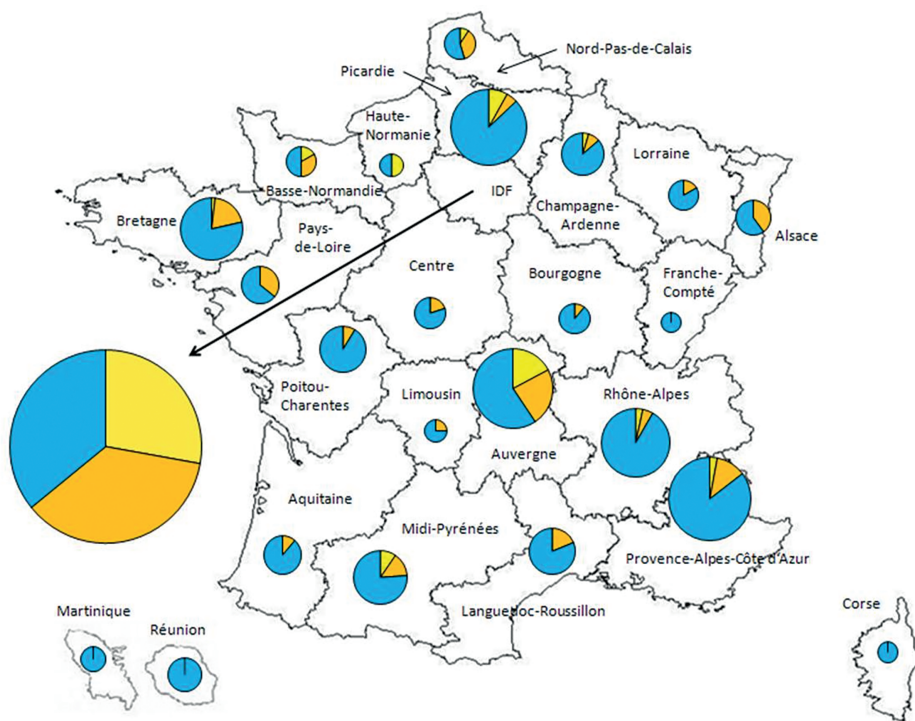 Nord-Pas-de-Calais
Picardie
Haute-
Normanie
Lorraine
Basse-Normandie
IDF
Champagne-
Ardenne
Bretagne
Pays-
de-Loire
Alsace
Centre
Bourgogne
Franche-
Compté
Poitou-
Charentes
Limousin
Rhône-Alpes
Auvergne
Aquitaine
Midi-Pyrénées
Provence-Alpes-Côte d'Azur
Languedoc-Roussillon
Martinique
Réunion
Corse